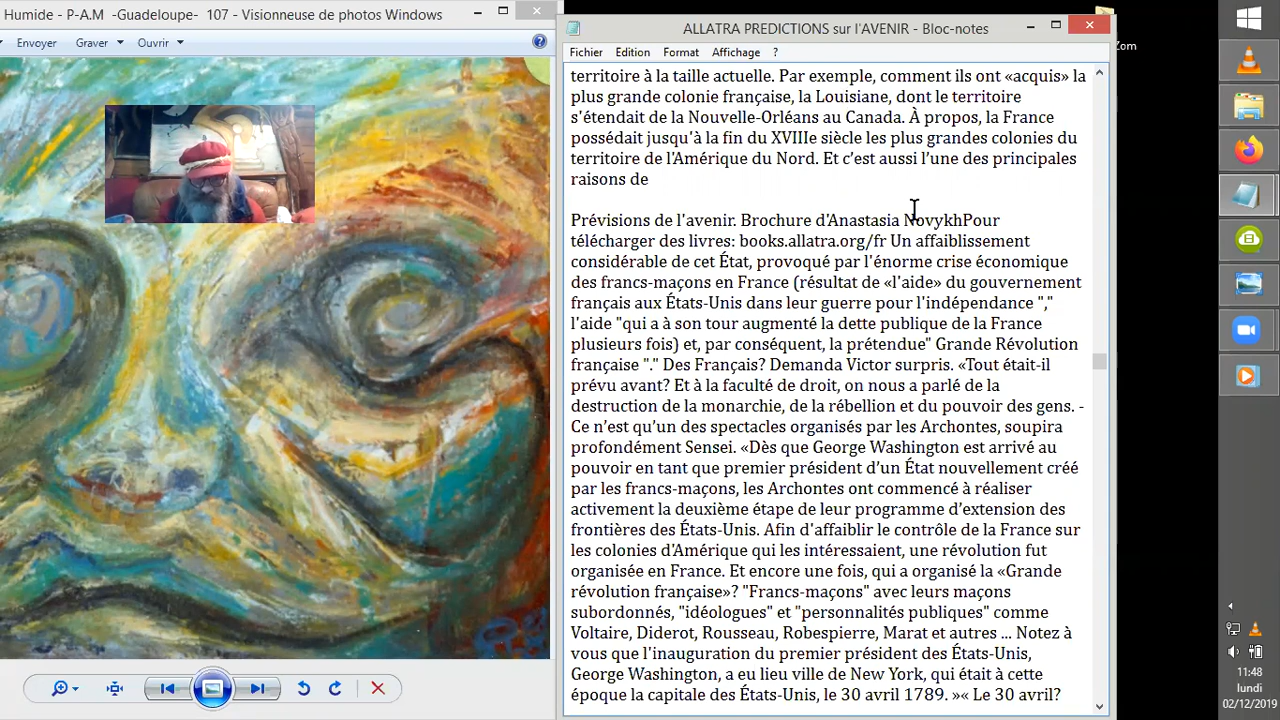 Humide - P-A.M -Guadeloupe- 107 - Visionneuse de photos Windows
Envoyer Graver Ouvrir
ALLATRA PREDICTIONS sur l'AVENIR - Bloc-notes
Fichier Edition Format Affichage ?
territoire à la taille actuelle. Par exemple, comment ils ont «acquis» la
plus grande colonie française, la Louisiane, dont le territoire
s'étendait de la Nouvelle-Orléans au Canada. À propos, la France
possédait jusqu'à la fin du XVIIIe siècle les plus grandes colonies du
territoire de l'Amérique du Nord. Et c’est aussi l’une des principales
raisons de
Prévisions de l'avenir. Brochure d'Anastasia NovykhPour
télécharger des livres: books.allatra.org/fr Un affaiblissement
considérable de cet État, provoqué par l'énorme crise économique
des francs-maçons en France (résultat de «l'aide» du gouvernement
français aux États-Unis dans leur guerre pour l'indépendance ","
l'aide "qui a à son tour augmenté la dette publique de la France
plusieurs fois) et, par conséquent, la prétendue" Grande Révolution
française "." Des Français? Demanda Victor surpris. «Tout était-il
prévu avant? Et à la faculté de droit, on nous a parlé de la
destruction de la monarchie, de la rébellion et du pouvoir des gens. -
Ce n’est qu’un des spectacles organisés par les Archontes, soupira
profondément Sensei. «Dès que George Washington est arrivé au
pouvoir en tant que premier président d’un État nouvellement créé
par les francs-maçons, les Archontes ont commencé à réaliser
activement la deuxième étape de leur programme d’extension des
frontières des États-Unis. Afin d'affaiblir le contrôle de la France sur
les colonies d'Amérique qui les intéressaient, une révolution fut
organisée en France. Et encore une fois, qui a organisé la «Grande
révolution française»? "Francs-maçons" avec leurs maçons
subordonnés, "idéologues" et "personnalités publiques" comme
Voltaire, Diderot, Rousseau, Robespierre, Marat et autres ... Notez à
vous que l'inauguration du premier président des États-Unis,
George Washington, a eu lieu ville de New York, qui était à cette
époque la capitale des États-Unis, le 30 avril 1789. »« Le 30 avril?
Zom
11:48
lundi
02/12/2019